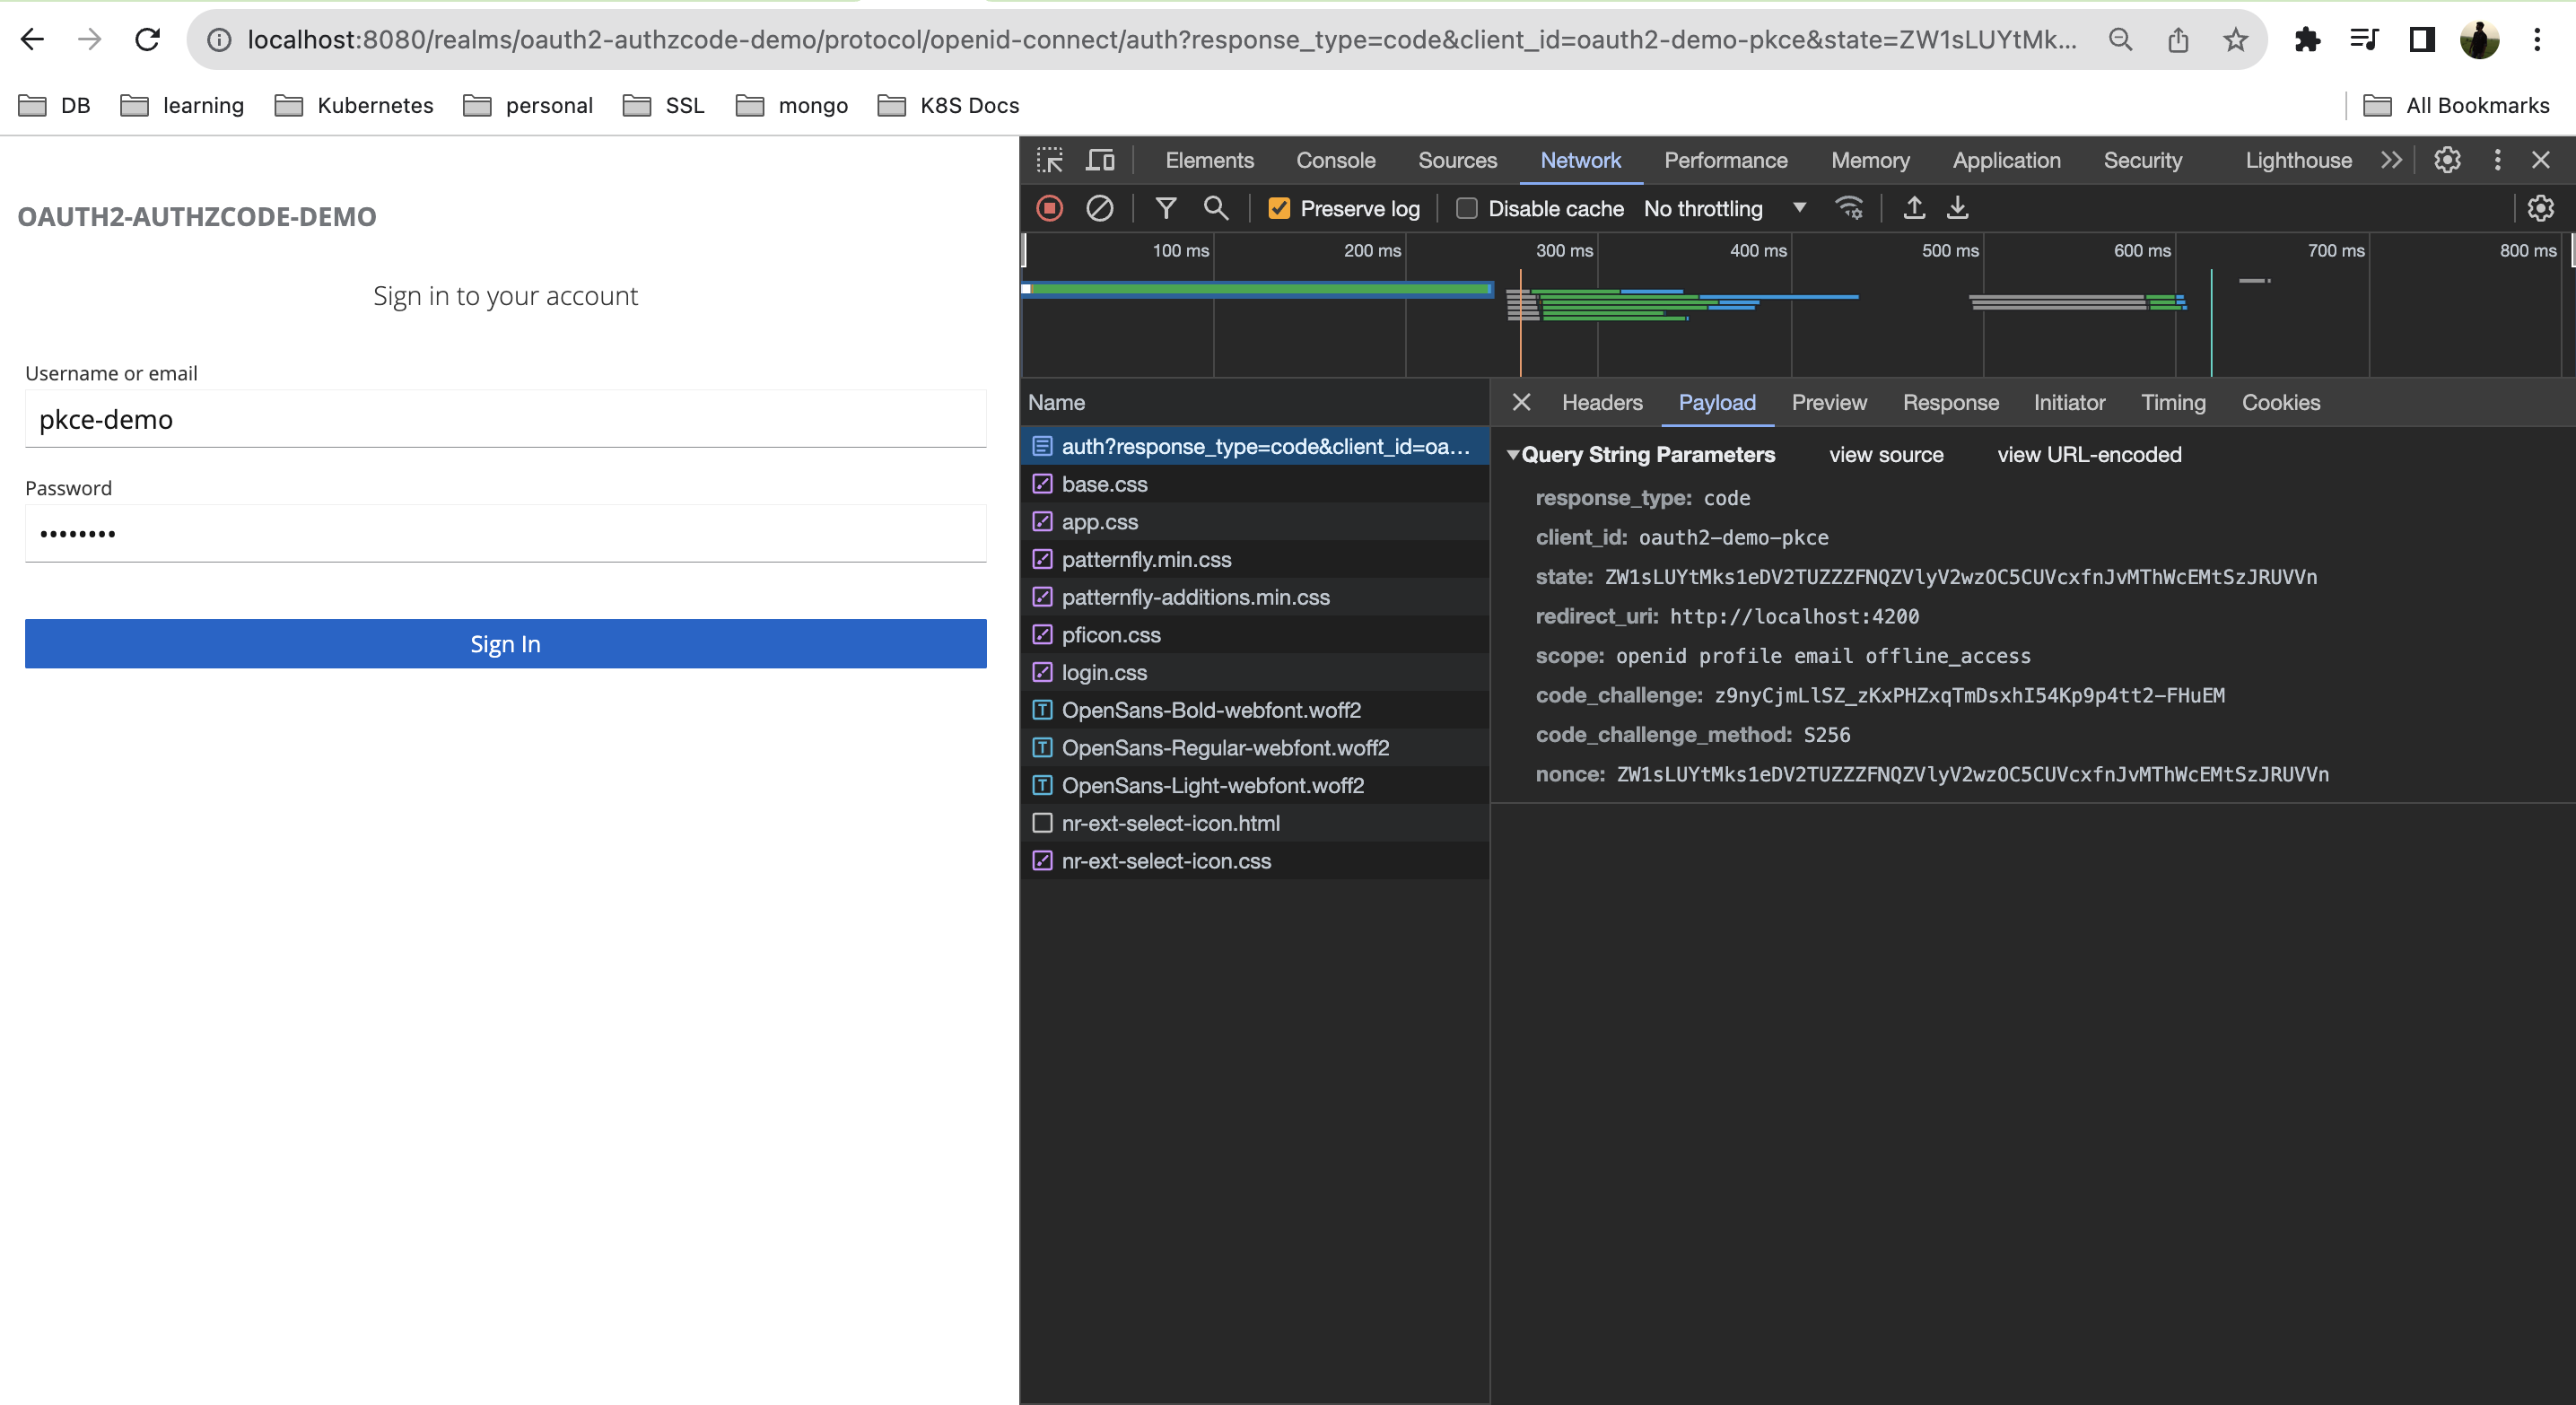 localhost:8080/realms/oauth2-authzcode-demo/protocol/openid-connect/auth?response_type=code&client_id=oauth2-demo-pkce&state=ZW1sLUYtMk...
DB learning Kubernetes personal SSL mongo K8S Docs All Bookmarks
OAUTH2-AUTHZCODE-DEMO
Sign in to your account
Username or email
pkce-demo
Password
••••••••
Sign In
Elements Console Sources Network Performance Memory Application Security Lighthouse
Preserve log Disable cache No throttling
100 ms 200 ms 300 ms 400 ms 500 ms 600 ms 700 ms 800 ms
Name
auth?response_type=code&client_id=oa...
base.css
app.css
patternfly.min.css
patternfly-additions.min.css
pficon.css
login.css
OpenSans-Bold-webfont.woff2
OpenSans-Regular-webfont.woff2
OpenSans-Light-webfont.woff2
nr-ext-select-icon.html
nr-ext-select-icon.css
Headers Payload Preview Response Initiator Timing Cookies
Query String Parameters view source view URL-encoded
response_type: code
client_id: oauth2-demo-pkce
state: ZW1sLUYtMks1eDV2TUZZZFNQZVlyV2wzOC5CUVcxfnJvMThWcEMtSzJRUVVn
redirect_uri: http://localhost:4200
scope: openid profile email offline_access
code_challenge: z9nyCjmLlSZ_zKxPHZxqTmDsxhI54Kp9p4tt2-FHuEM
code_challenge_method: S256
nonce: ZW1sLUYtMks1eDV2TUZZZFNQZVlyV2wzOC5CUVcxfnJvMThWcEMtSzJRUVVn